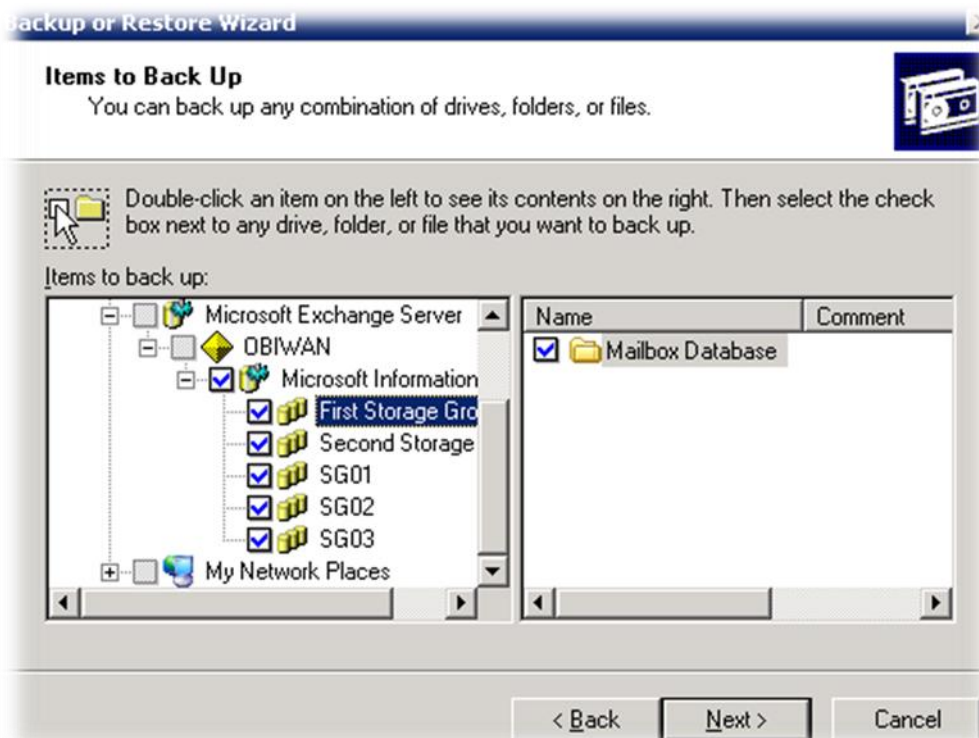 Backup or Restore Wizard
Items to Back Up
You can back up any combination of drives, folders, or files.
Double-click an item on the left to see its contents on the right. Then select the check
box next to any drive, folder, or file that you want to back up.
Items to back up:
Microsoft Exchange Server
OBIWAN
Microsoft Information
First Storage Gro
Second Storage
SG01
SG02
SG03
My Network Places
Name Comment
Mailbox Database
< Back Next > Cancel